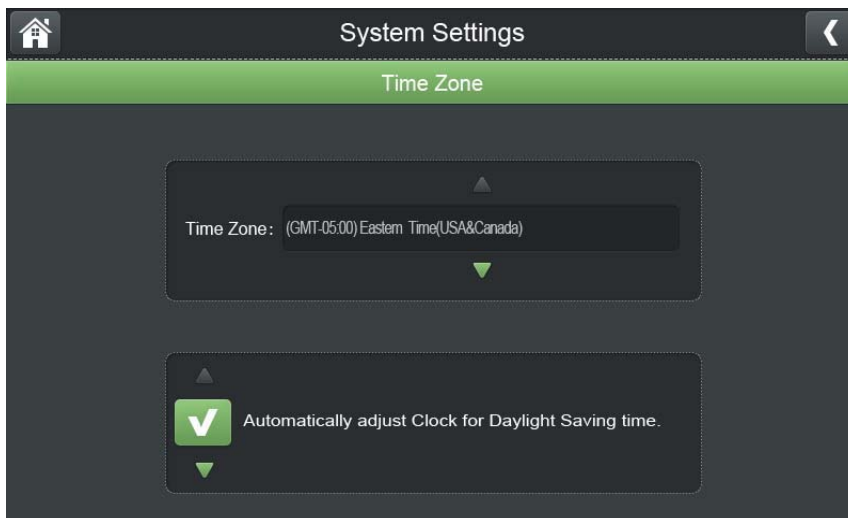 System Settings
Time Zone
Time Zone: (GMT-05:00) Eastern Time(USA&Canada)
Automatically adjust Clock for Daylight Saving time.